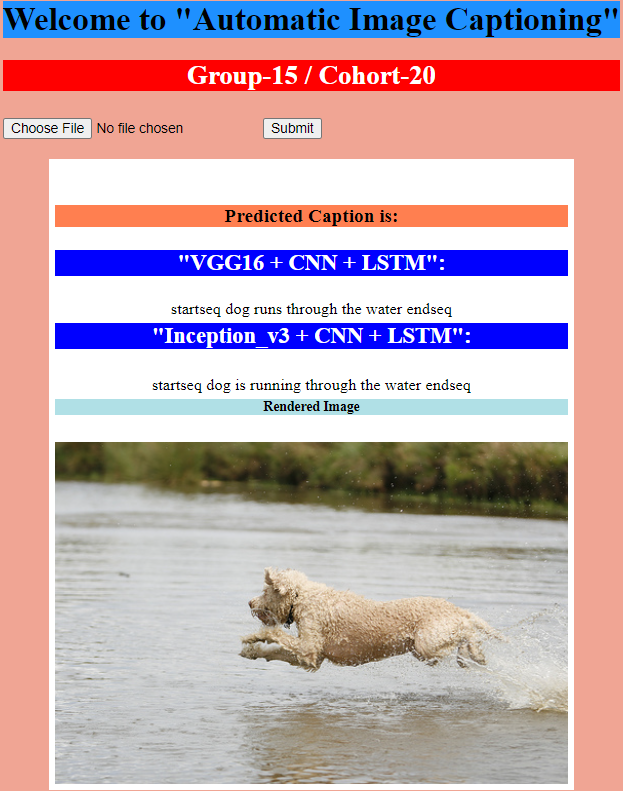 Welcome to "Automatic Image Captioning"
Group-15 / Cohort-20
Choose File No file chosen Submit
Predicted Caption is:
"VGG16 + CNN + LSTM":
startseq dog runs through the water endseq
"Inception_v3 + CNN + LSTM":
startseq dog is running through the water endseq
Rendered Image